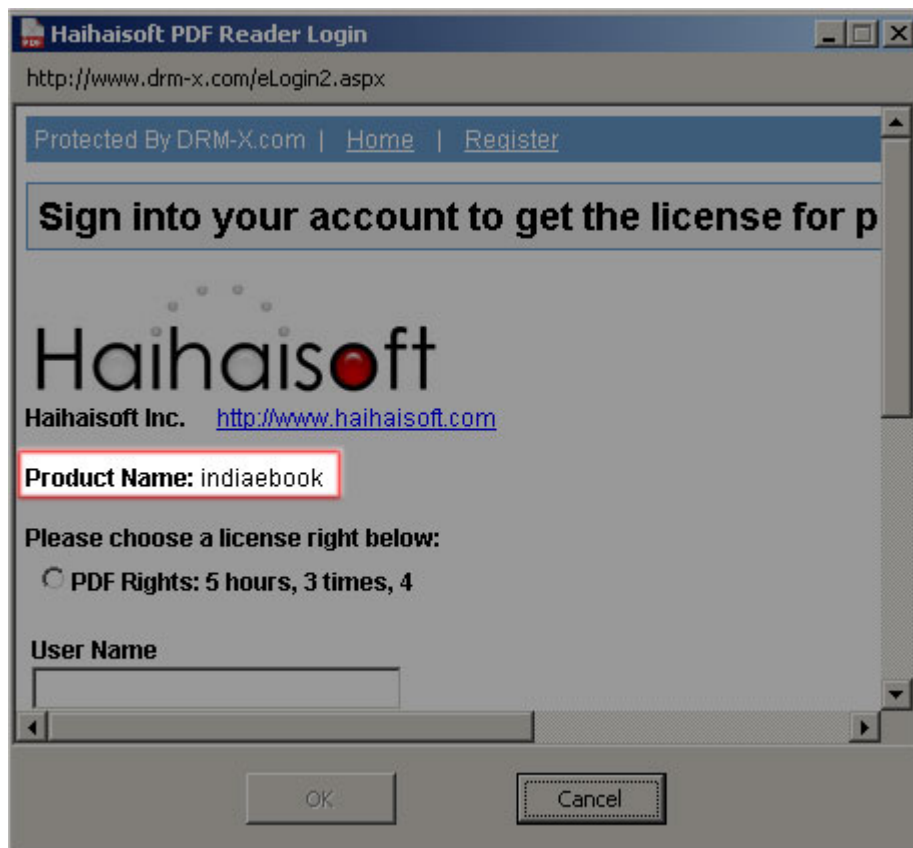 Haihaisoft PDF Reader Login
http://www.drm-x.com/eLogin2.aspx
Protected By DRM-X.com | Home | Register
Sign into your account to get the license for p
Haihaisoft
Haihaisoft Inc. http://www.haihaisoft.com
Product Name: indiaebook
Please choose a license right below:
PDF Rights: 5 hours, 3 times, 4
User Name
OK Cancel